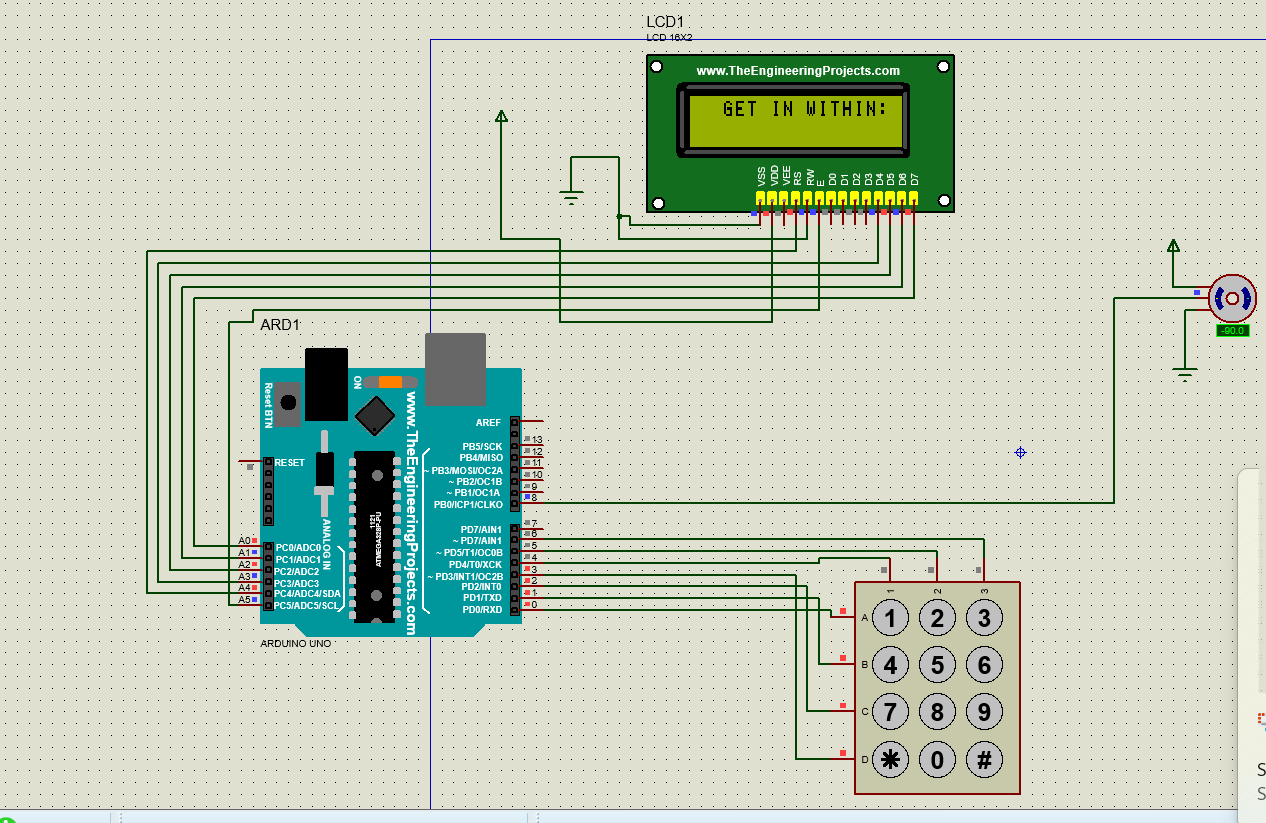 LCD1
LCD 16X2
www.TheEngineeringProjects.com
GET IN WITHIN:
VSS
VDD
VEE
RS
RW
E
D0
D1
D2
D3
D4
D5
D6
D7
-90.0
ARD1
ON
Reset BTN
www.TheEngineeringProjects.com
AREF
RESET
13
PB5/SCK
12
PB4/MISO
11
~ PB3/MOSI/OC2A
10
~ PB2/OC1B
9
~ PB1/OC1A
8
PB0/ICP1/CLKO
7
PD7/AIN1
6
~ PD7/AIN1
5
~ PD5/T1/OC0B
4
PD4/T0/XCK
3
~ PD3/INT1/OC2B
2
PD2/INT0
1
PD1/TXD
0
PD0/RXD
1121
ATMEGA328P-PU
ANALOG IN
A0
PC0/ADC0
A1
PC1/ADC1
A2
PC2/ADC2
A3
PC3/ADC3
A4
PC4/ADC4/SDA
A5
PC5/ADC5/SCL
ARDUINO UNO
1
2
3
A
1 2 3
B
4 5 6
C
7 8 9
D
* 0 #
S
S